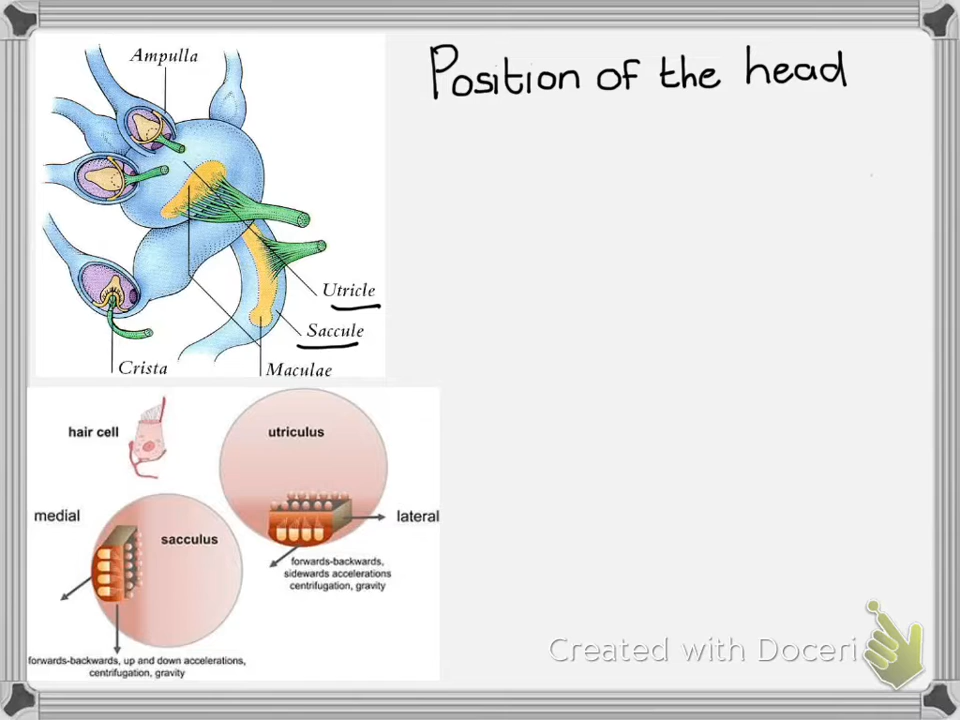 Position of the head
Ampulla
Utricle
Saccule
Crista
Maculae
hair cell
utriculus
medial
lateral
sacculus
forwards-backwards,
sidewards accelerations
centrifugation, gravity
forwards-backwards, up and down accelerations,
centrifugation, gravity
Created with Doceri